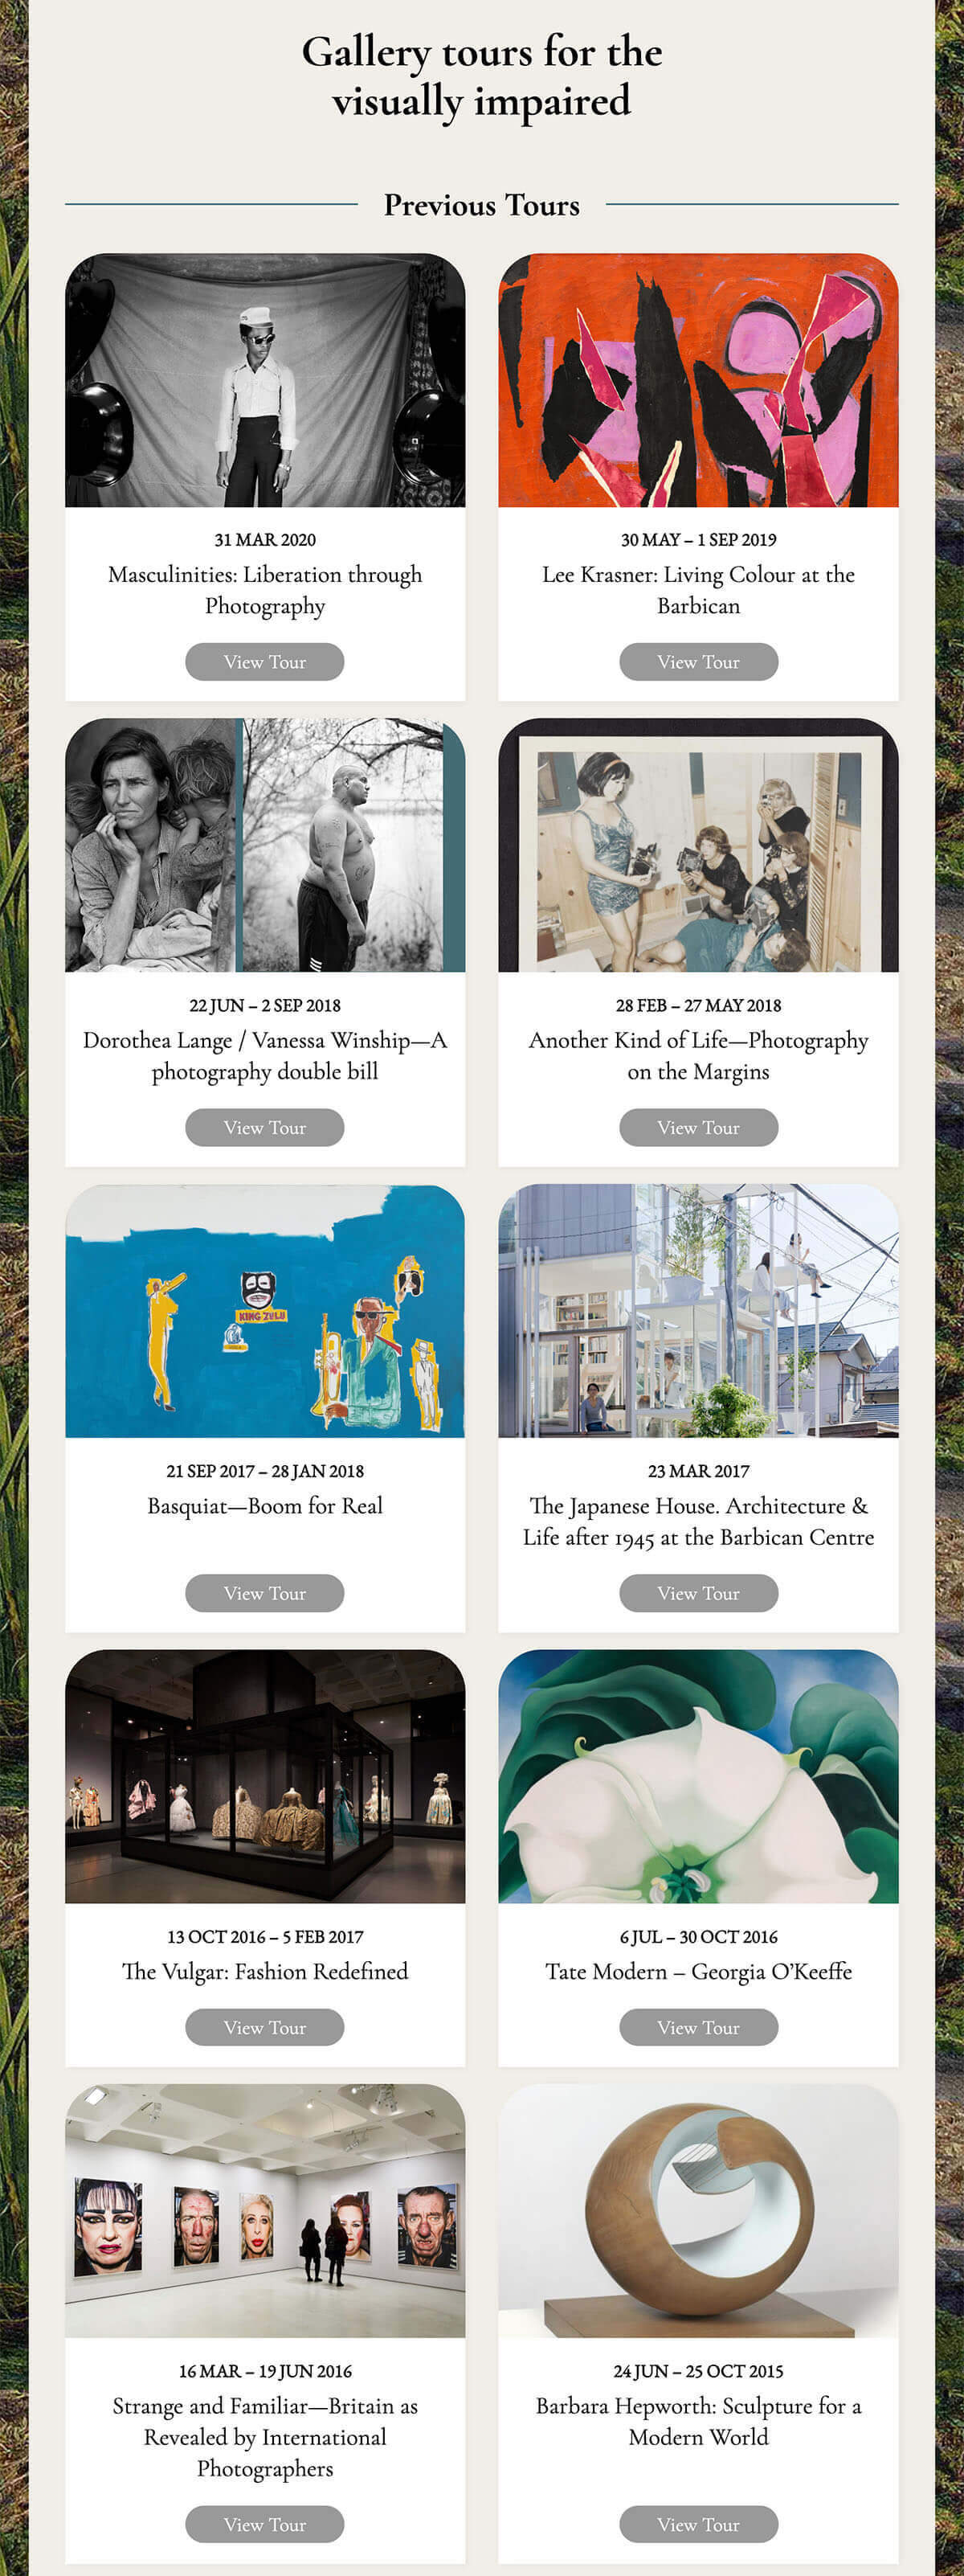 Gallery tours for the
visually impaired
Previous Tours
31 MAR 2020
Masculinities: Liberation through
Photography
View Tour
30 MAY – 1 SEP 2019
Lee Krasner: Living Colour at the
Barbican
View Tour
22 JUN – 2 SEP 2018
Dorothea Lange / Vanessa Winship—A
photography double bill
View Tour
28 FEB – 27 MAY 2018
Another Kind of Life—Photography
on the Margins
View Tour
KING ZULU
21 SEP 2017 – 28 JAN 2018
Basquiat—Boom for Real
View Tour
23 MAR 2017
The Japanese House. Architecture &
Life after 1945 at the Barbican Centre
View Tour
13 OCT 2016 – 5 FEB 2017
The Vulgar: Fashion Redefined
View Tour
6 JUL – 30 OCT 2016
Tate Modern – Georgia O’Keeffe
View Tour
16 MAR – 19 JUN 2016
Strange and Familiar—Britain as
Revealed by International
Photographers
View Tour
24 JUN – 25 OCT 2015
Barbara Hepworth: Sculpture for a
Modern World
View Tour